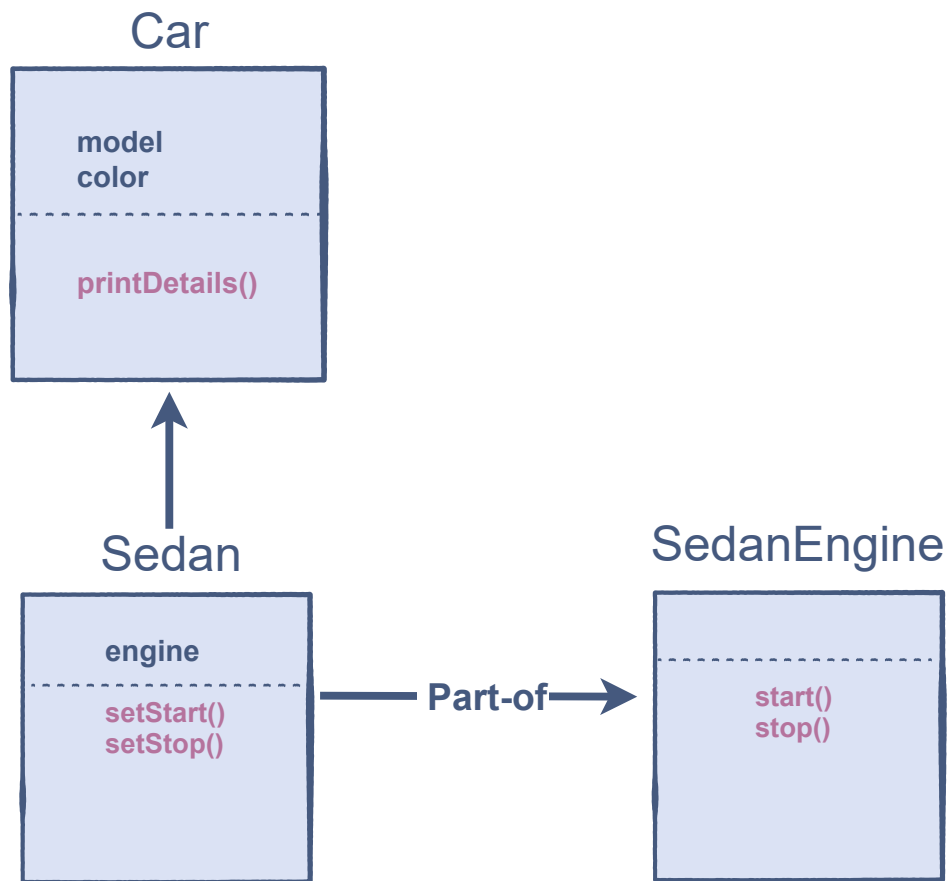 Car
model
color
printDetails()
Sedan
engine
setStart()
setStop()
Part-of
SedanEngine
start()
stop()